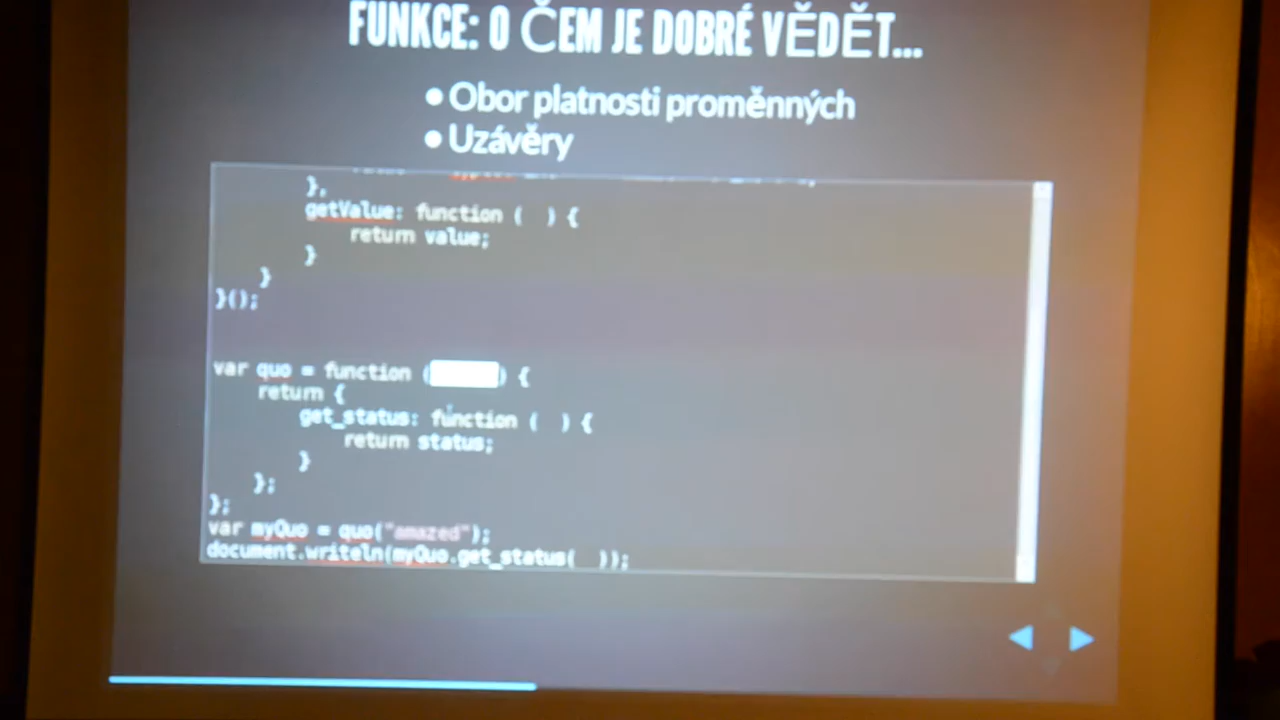 FUNKCE: O ČEM JE DOBRÉ VĚDĚT...
• Obor platnosti proměnných
• Uzávěry
},
getValue: function ( ) {
return value;
}
}
}();
var quo = function ( ) {
return {
get_status: function ( ) {
return status;
}
};
};
var myQuo = quo("amazed");
document.writeln(myQuo.get_status( ));